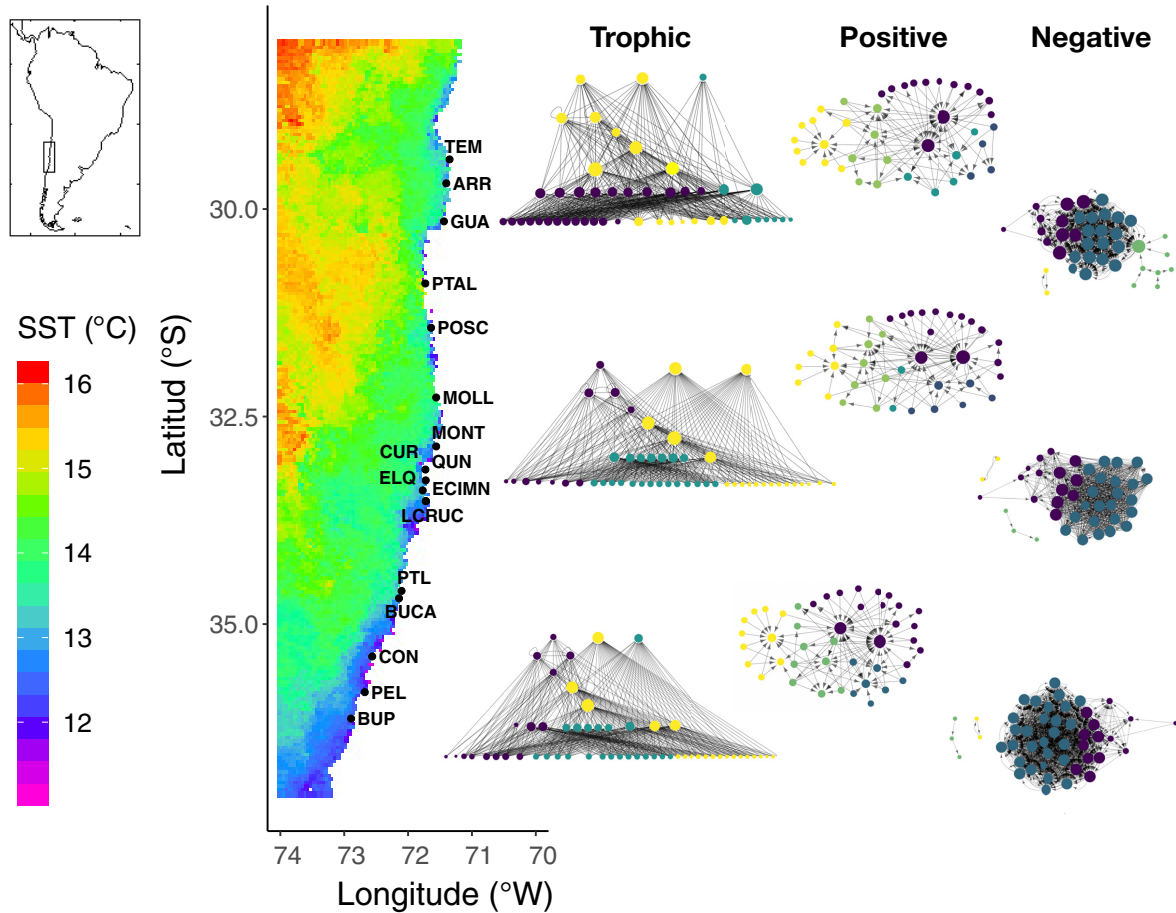 Trophic Positive Negative
TEM
ARR
30.0
GUA
PTAL
SST (°C)
POSC
Latitud (°S)
16
MOLL
32.5
MONT
CUR
QUN
15
ELQ
ECIMN
LCRUC
14
PTL
BUCA
35.0
13
CON
PEL
BUP
12
74 73 72 71 70
Longitude (°W)